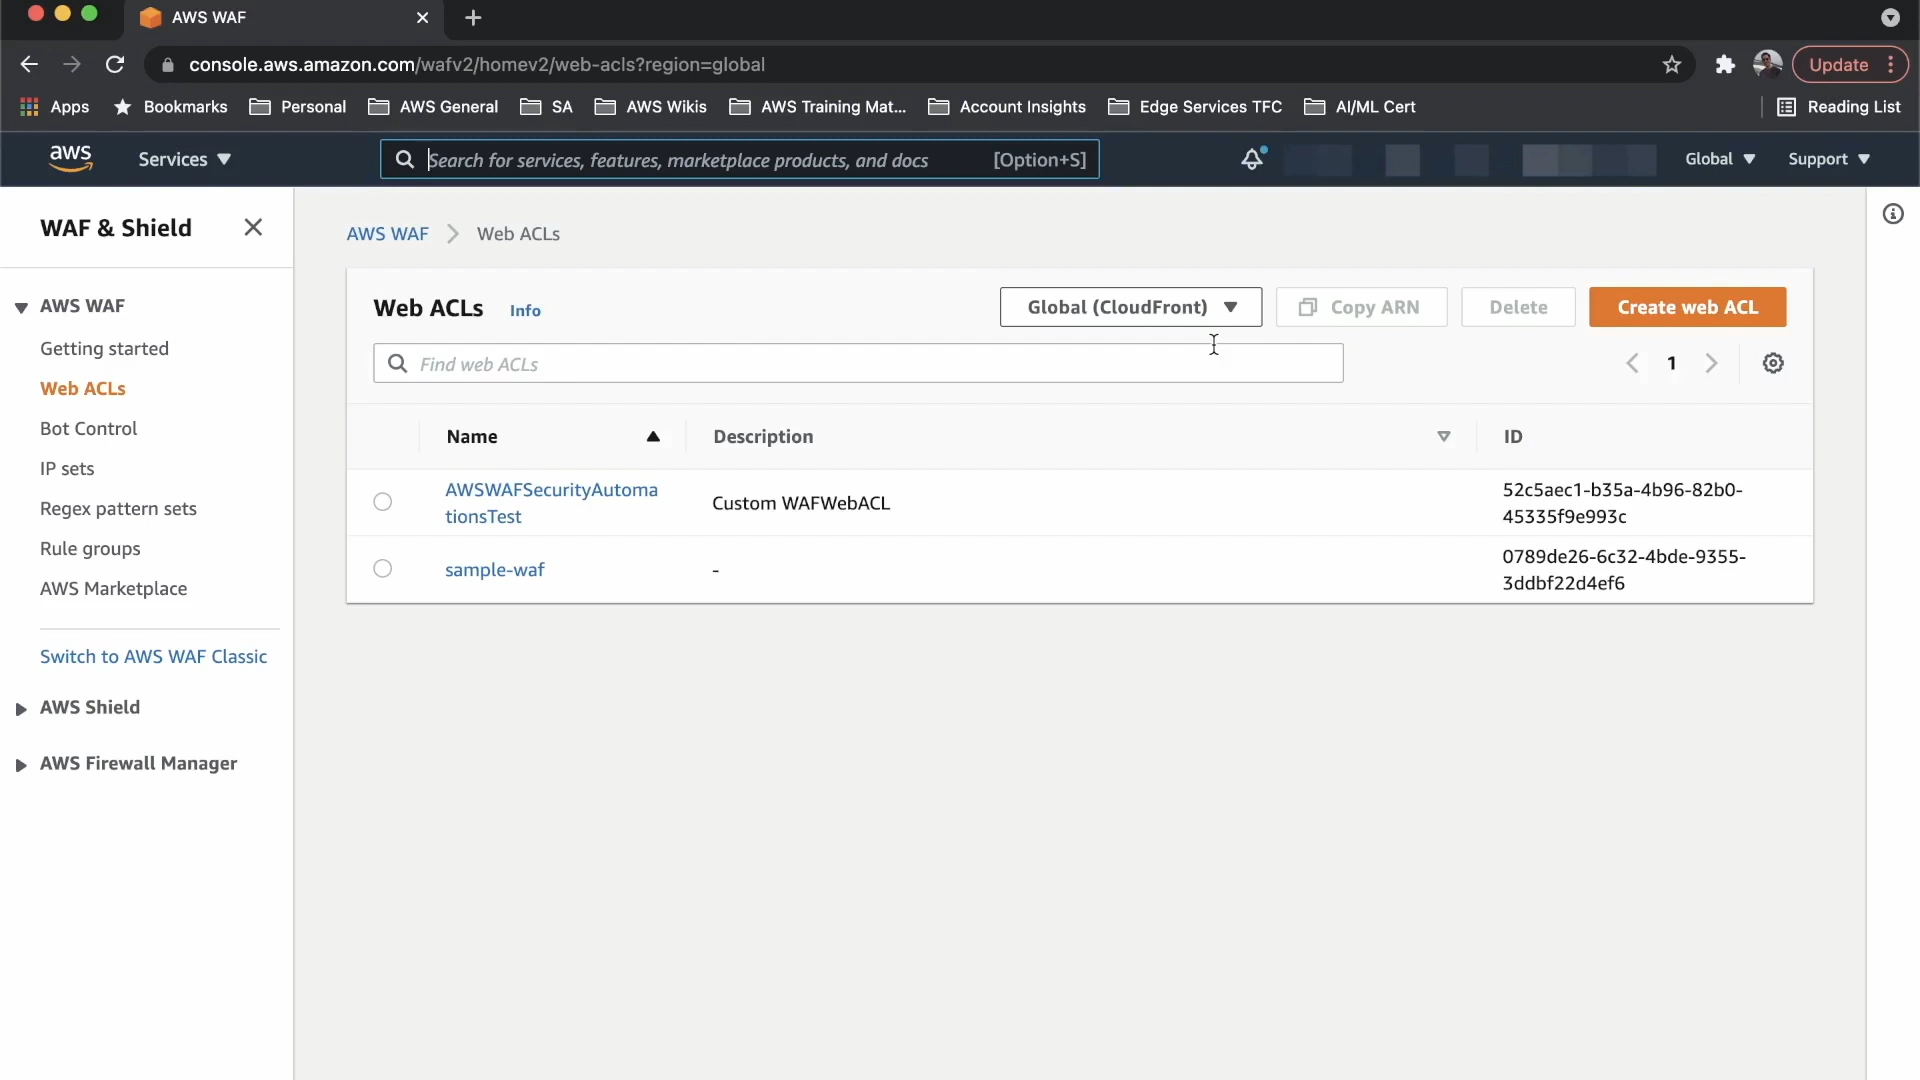 AWS WAF
console.aws.amazon.com/wafv2/homev2/web-acls?region=global
Update
Apps Bookmarks Personal AWS General SA AWS Wikis AWS Training Mat... Account Insights Edge Services TFC AI/ML Cert Reading List
aws Services Search for services, features, marketplace products, and docs [Option+S] Global Support
WAF & Shield
AWS WAF
Getting started
Web ACLs
Bot Control
IP sets
Regex pattern sets
Rule groups
AWS Marketplace
Switch to AWS WAF Classic
AWS Shield
AWS Firewall Manager
AWS WAF Web ACLs
Web ACLs Info Global (CloudFront) Copy ARN Delete Create web ACL
Find web ACLs 1
Name Description ID
AWSWAFSecurityAutoma
tionsTest
Custom WAFWebACL
52c5aec1-b35a-4b96-82b0-
45335f9e993c
sample-waf
-
0789de26-6c32-4bde-9355-
3ddbf22d4ef6